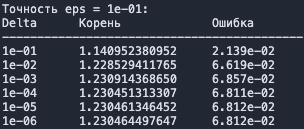 Точность eps = 1e-01:
Delta Корень Ошибка
1e-01 1.140952380952 2.139e-02
1e-02 1.228529411765 6.619e-02
1e-03 1.230914368650 6.857e-02
1e-04 1.230451313307 6.811e-02
1e-05 1.230461346452 6.812e-02
1e-06 1.230464497647 6.812e-02